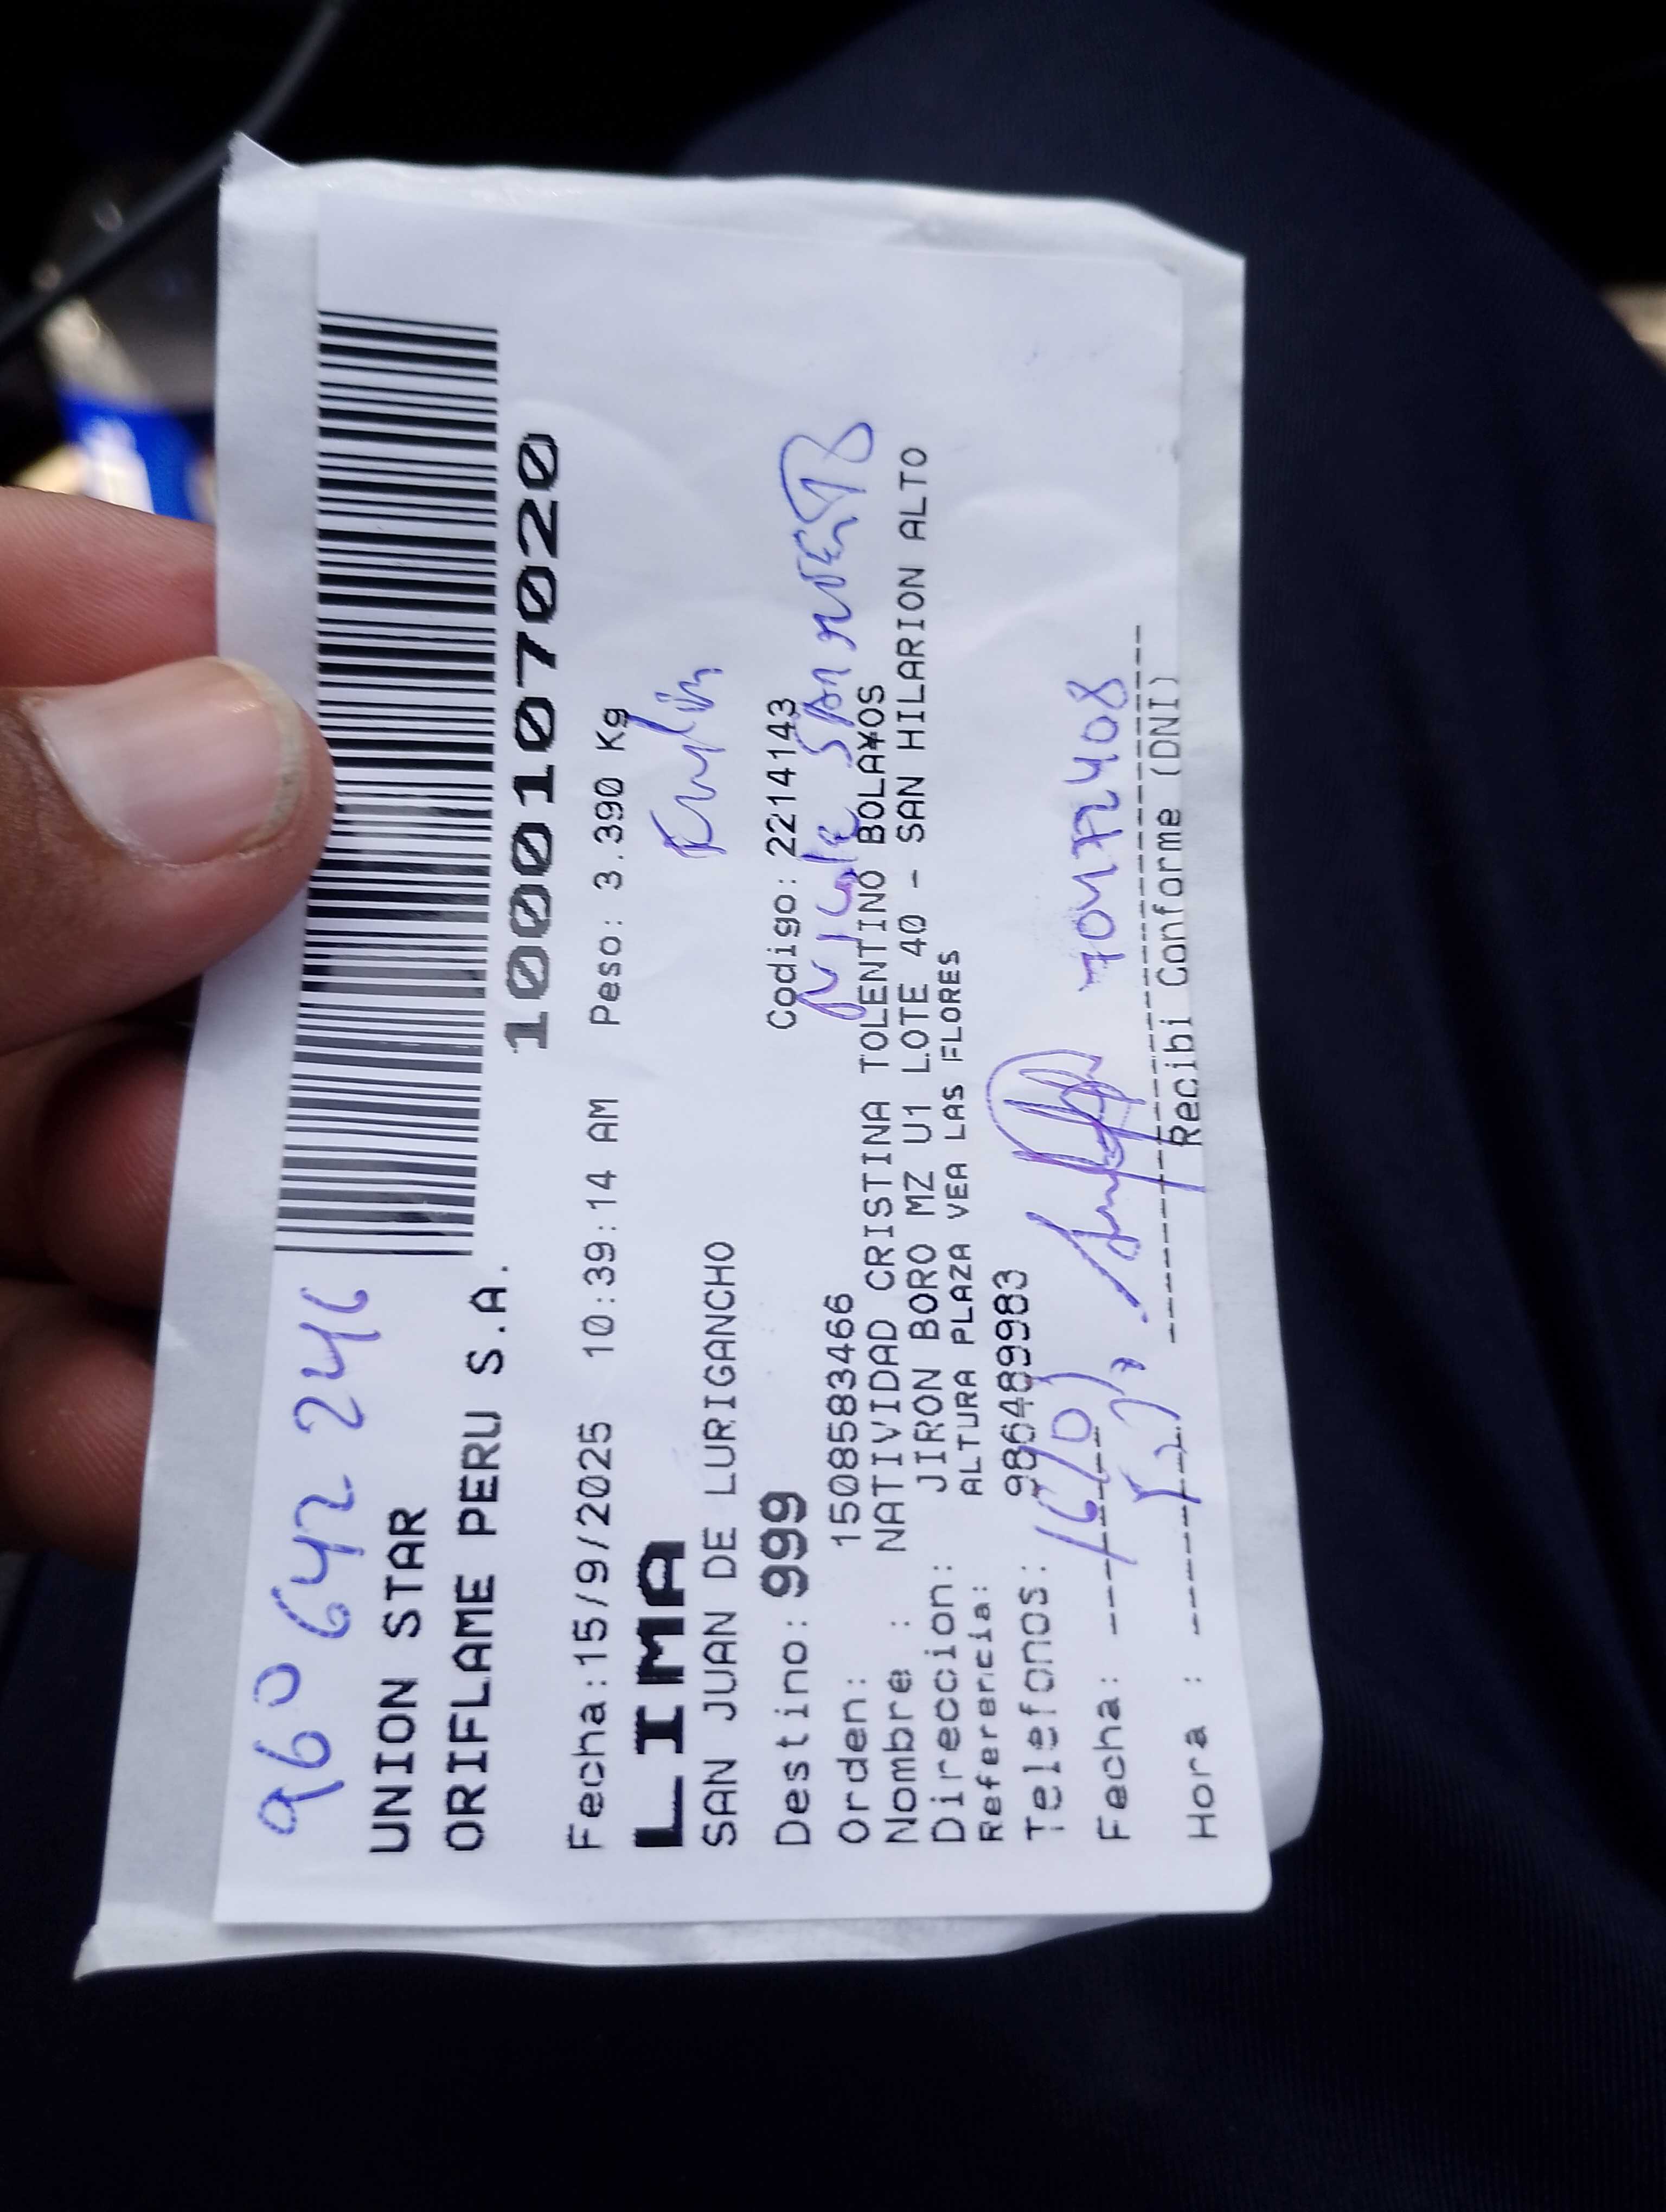 960 642 246
UNION STAR
ORIFLAME PERU S.A.
1000107020
Fecha:15/9/2025 10:39:14 AM Peso: 3.390 Kg
LIMA
SAN JUAN DE LURIGANCHO
Destino: 999 Codigo: 2214143
Orden: 1508583466
Nombre : NATIVIDAD CRISTINA TOLENTINO BOLA¥OS
Direccion: JIRON BORO MZ U1 LOTE 40 - SAN HILARION ALTO
Referencia: ALTURA PLAZA VEA LAS FLORES
Telefonos: 986489983
Fecha: 70472408
Hora : Recibi Conforme (DNI)